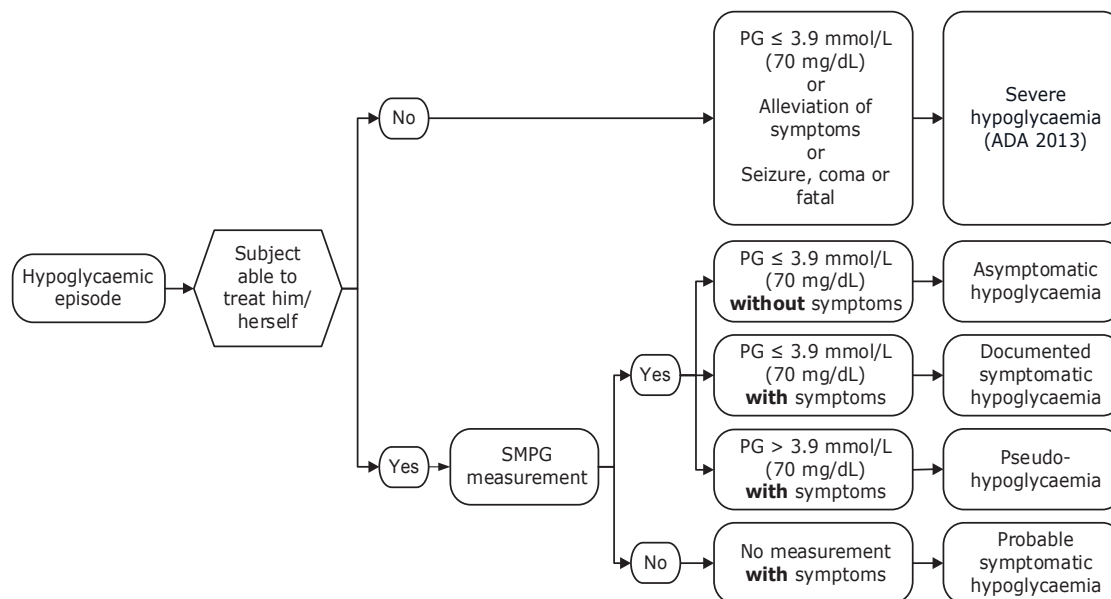 Hypoglycaemic
episode
Subject
able to
treat him/
herself
No
PG ≤ 3.9 mmol/L
(70 mg/dL)
or
Alleviation of
symptoms
or
Seizure, coma or
fatal
Severe
hypoglycaemia
(ADA 2013)
Yes
SMPG
measurement
Yes
PG ≤ 3.9 mmol/L
(70 mg/dL)
without symptoms
Asymptomatic
hypoglycaemia
PG ≤ 3.9 mmol/L
(70 mg/dL)
with symptoms
Documented
symptomatic
hypoglycaemia
PG > 3.9 mmol/L
(70 mg/dL)
with symptoms
Pseudo-
hypoglycaemia
No
No measurement
with symptoms
Probable
symptomatic
hypoglycaemia